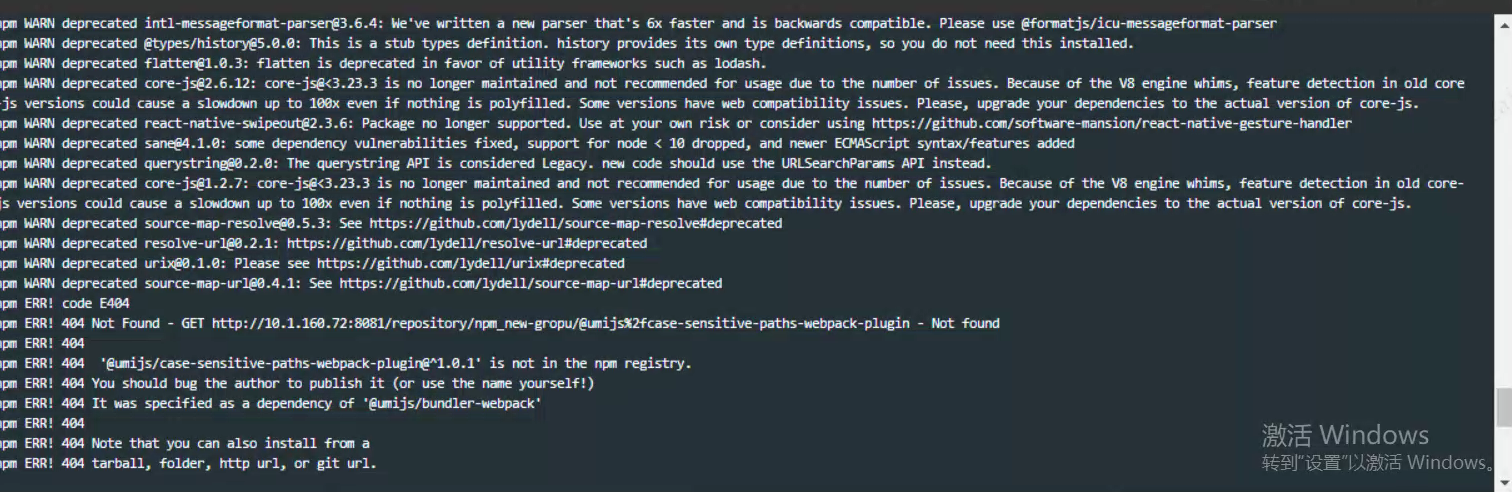 npm WARN deprecated intl-messageformat-parser@3.6.4: We've written a new parser that's 6x faster and is backwards compatible. Please use @formatjs/icu-messageformat-parser
npm WARN deprecated @types/history@5.0.0: This is a stub types definition. history provides its own type definitions, so you do not need this installed.
npm WARN deprecated flatten@1.0.3: flatten is deprecated in favor of utility frameworks such as lodash.
npm WARN deprecated core-js@2.6.12: core-js@<3.23.3 is no longer maintained and not recommended for usage due to the number of issues. Because of the V8 engine whims, feature detection in old core
-js versions could cause a slowdown up to 100x even if nothing is polyfilled. Some versions have web compatibility issues. Please, upgrade your dependencies to the actual version of core-js.
npm WARN deprecated react-native-swipeout@2.3.6: Package no longer supported. Use at your own risk or consider using https://github.com/software-mansion/react-native-gesture-handler
npm WARN deprecated sane@4.1.0: some dependency vulnerabilities fixed, support for node < 10 dropped, and newer ECMAScript syntax/features added
npm WARN deprecated querystring@0.2.0: The querystring API is considered Legacy. new code should use the URLSearchParams API instead.
npm WARN deprecated core-js@1.2.7: core-js@<3.23.3 is no longer maintained and not recommended for usage due to the number of issues. Because of the V8 engine whims, feature detection in old core-
js versions could cause a slowdown up to 100x even if nothing is polyfilled. Some versions have web compatibility issues. Please, upgrade your dependencies to the actual version of core-js.
npm WARN deprecated source-map-resolve@0.5.3: See https://github.com/lydell/source-map-resolve#deprecated
npm WARN deprecated resolve-url@0.2.1: https://github.com/lydell/resolve-url#deprecated
npm WARN deprecated urix@0.1.0: Please see https://github.com/lydell/urix#deprecated
npm WARN deprecated source-map-url@0.4.1: See https://github.com/lydell/source-map-url#deprecated
npm ERR! code E404
npm ERR! 404 Not Found - GET http://10.1.160.72:8081/repository/npm_new-gropu/@umijs%2fcase-sensitive-paths-webpack-plugin - Not found
npm ERR! 404
npm ERR! 404  '@umijs/case-sensitive-paths-webpack-plugin@^1.0.1' is not in the npm registry.
npm ERR! 404 You should bug the author to publish it (or use the name yourself!)
npm ERR! 404 It was specified as a dependency of '@umijs/bundler-webpack'
npm ERR! 404
npm ERR! 404 Note that you can also install from a
npm ERR! 404 tarball, folder, http url, or git url.
激活 Windows
转到"设置"以激活 Windows。